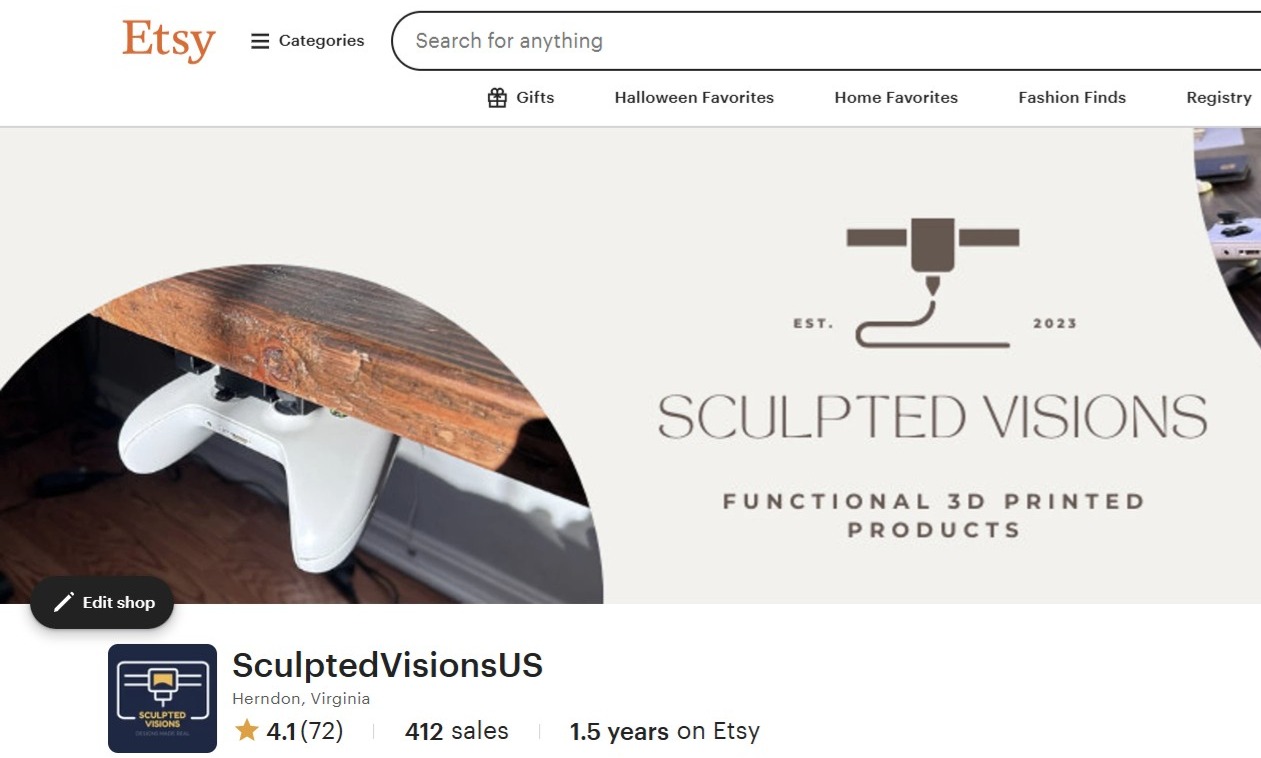 Etsy
Categories
Search for anything
Gifts
Halloween Favorites
Home Favorites
Fashion Finds
Registry
EST.
2023
SCULPTED VISIONS
FUNCTIONAL 3D PRINTED
PRODUCTS
Edit shop
SCULPTED
VISIONS
DESIGNS MADE REAL
SculptedVisionsUS
Herndon, Virginia
4.1 (72)
412 sales
1.5 years on Etsy